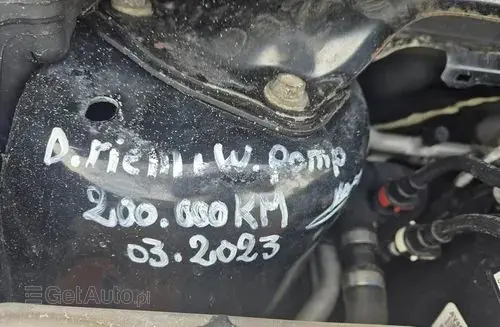 D. riem + W. pomp
200.000 KM
03.2023
GetAuto.pl